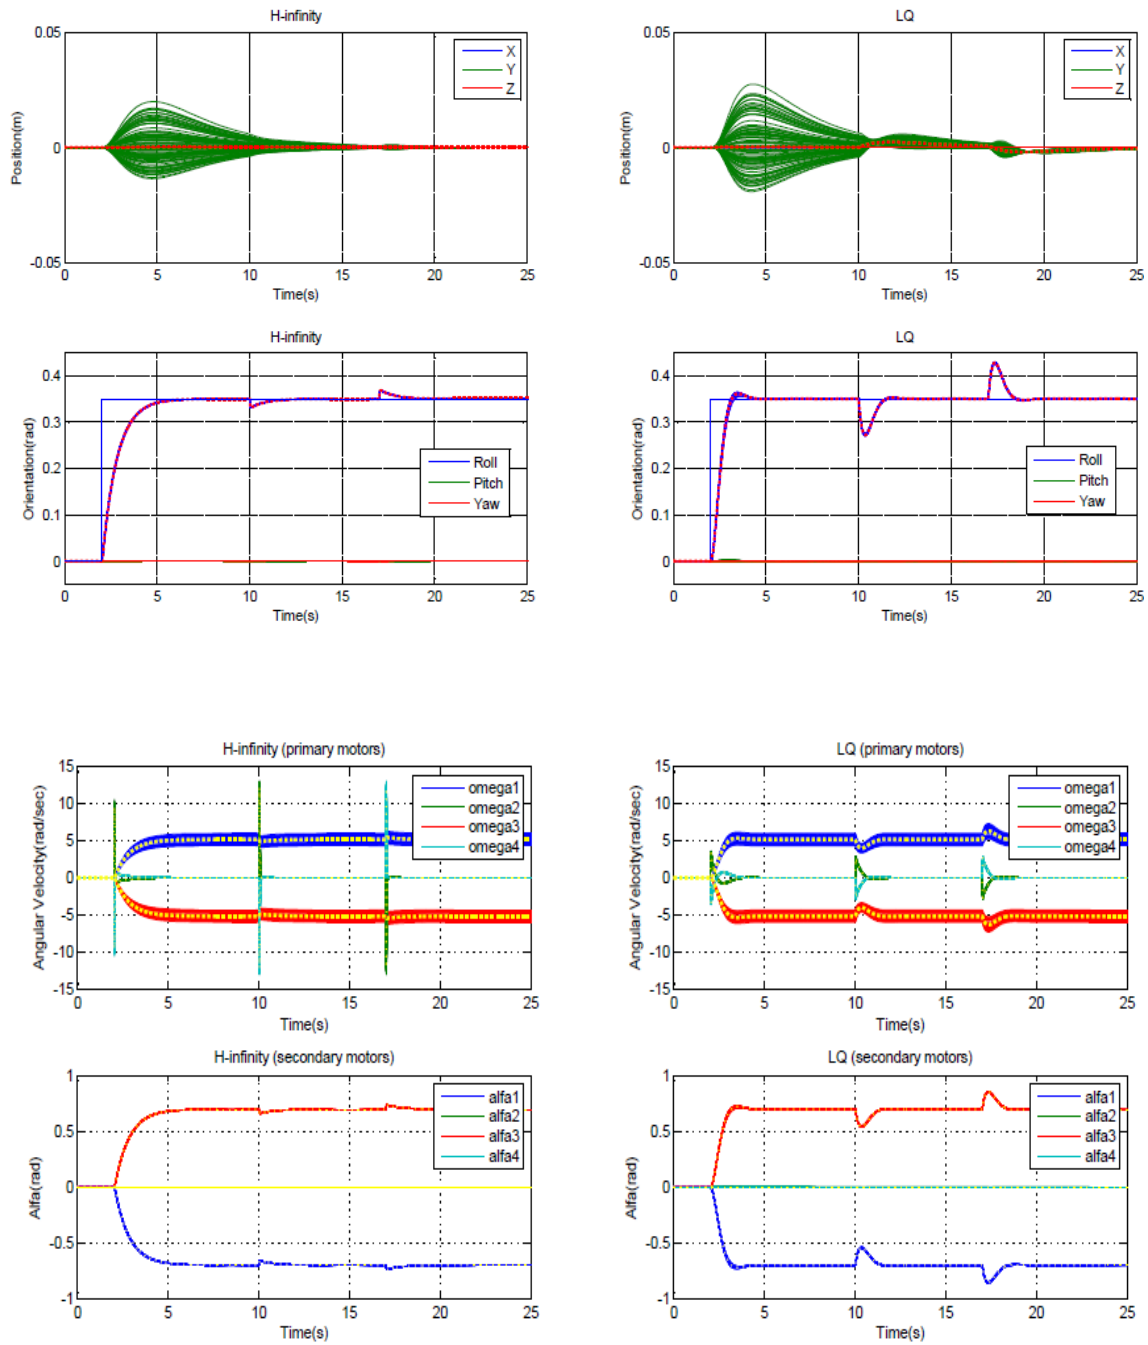 H-infinity
0.05
0
-0.05
Position(m)
X
Y
Z
0 5 10 15 20 25
Time(s)
LQ
0.05
0
-0.05
Position(m)
X
Y
Z
0 5 10 15 20 25
Time(s)
H-infinity
0.4
0.3
0.2
0.1
0
Orientation(rad)
Roll
Pitch
Yaw
0 5 10 15 20 25
Time(s)
LQ
0.4
0.3
0.2
0.1
0
Orientation(rad)
Roll
Pitch
Yaw
0 5 10 15 20 25
Time(s)
H-infinity (primary motors)
15
10
5
0
-5
-10
-15
Angular Velocity(rad/sec)
omega1
omega2
omega3
omega4
0 5 10 15 20 25
Time(s)
LQ (primary motors)
15
10
5
0
-5
-10
-15
Angular Velocity(rad/sec)
omega1
omega2
omega3
omega4
0 5 10 15 20 25
Time(s)
H-infinity (secondary motors)
1
0.5
0
-0.5
-1
Alfa(rad)
alfa1
alfa2
alfa3
alfa4
0 5 10 15 20 25
Time(s)
LQ (secondary motors)
1
0.5
0
-0.5
-1
Alfa(rad)
alfa1
alfa2
alfa3
alfa4
0 5 10 15 20 25
Time(s)